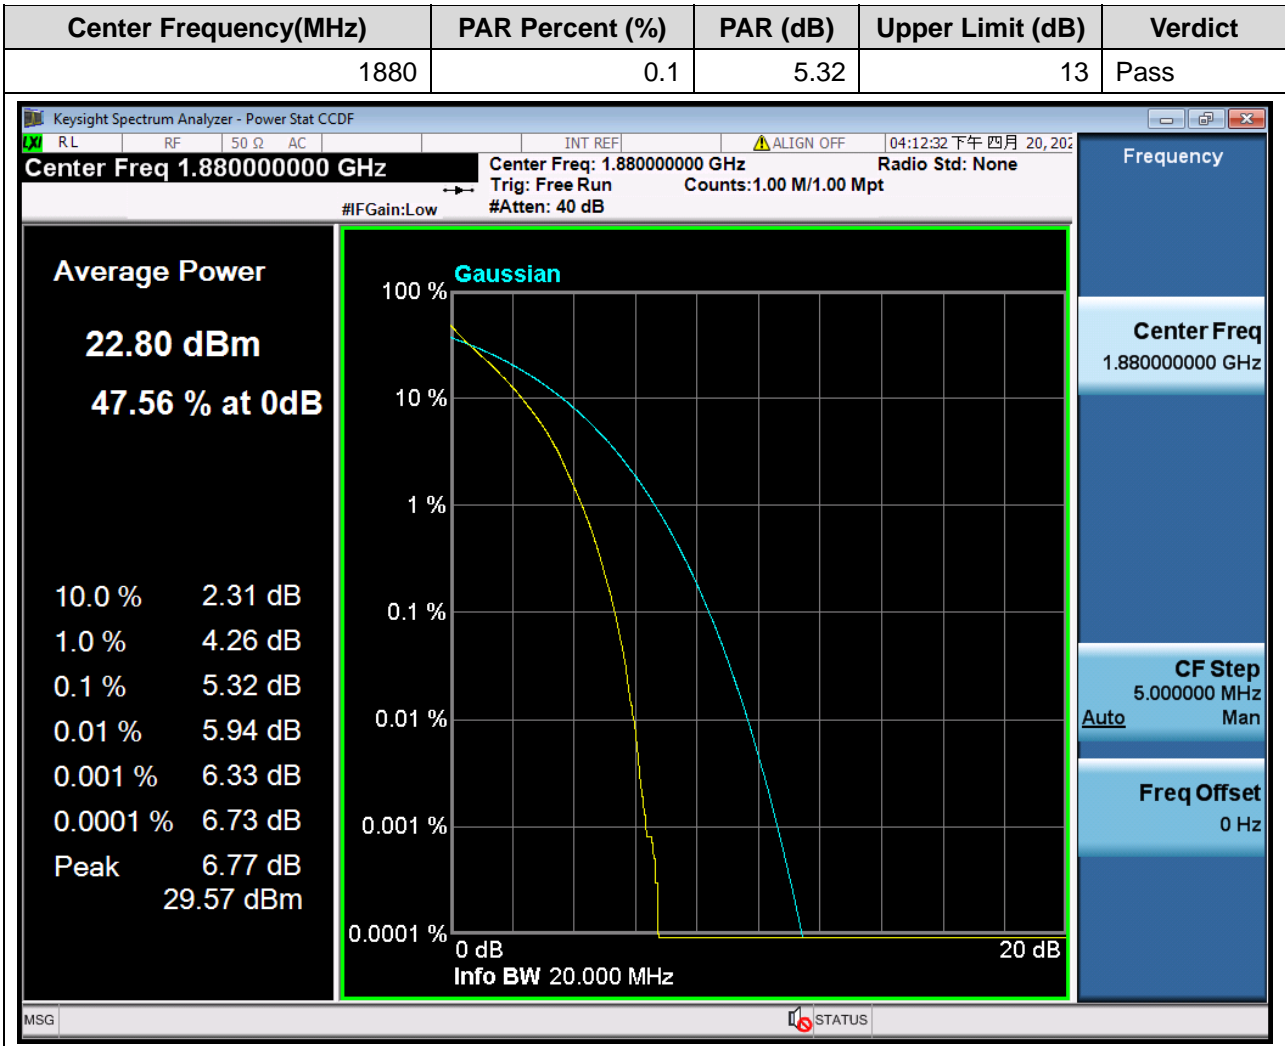 Center Frequency(MHz) PAR Percent (%) PAR (dB) Upper Limit (dB) Verdict
1880 0.1 5.32 13 Pass
Keysight Spectrum Analyzer - Power Stat CCDF
LXI RL RF 50 Ω AC INT REF ALIGN OFF 04:12:32 下午 四月 20, 202
Center Freq 1.880000000 GHz
#IFGain:Low
Center Freq: 1.880000000 GHz Radio Std: None
Trig: Free Run Counts:1.00 M/1.00 Mpt
#Atten: 40 dB
Average Power
22.80 dBm
47.56 % at 0dB
10.0 % 2.31 dB
1.0 % 4.26 dB
0.1 % 5.32 dB
0.01 % 5.94 dB
0.001 % 6.33 dB
0.0001 % 6.73 dB
Peak 6.77 dB
29.57 dBm
Gaussian
100 %
10 %
1 %
0.1 %
0.01 %
0.001 %
0.0001 %
0 dB 20 dB
Info BW 20.000 MHz
Frequency
Center Freq
1.880000000 GHz
CF Step
5.000000 MHz
Auto Man
Freq Offset
0 Hz
MSG STATUS